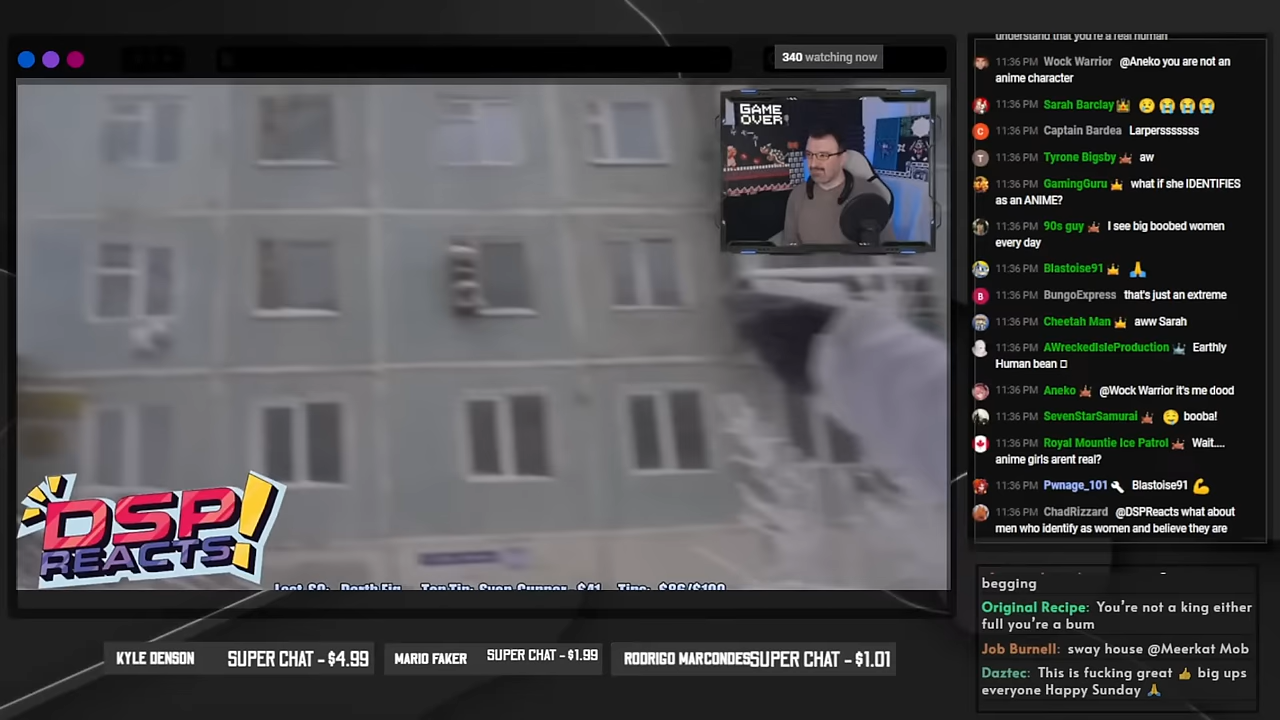 340 watching now
GAME
OVER
DSP
REACTS!
KYLE DENSON SUPER CHAT - $4.99
MARIO FAKER SUPER CHAT - $1.99
RODRIGO MARCONDES SUPER CHAT - $1.01
understand that you're a real human
11:36 PM Wock Warrior @Aneko you are not an
anime character
11:36 PM Sarah Barclay 😢 😭 😭 😭
11:36 PM Captain Bardea Larpersssssss
11:36 PM Tyrone Bigsby aw
11:36 PM GamingGuru what if she IDENTIFIES
as an ANIME?
11:36 PM 90s guy I see big boobed women
every day
11:36 PM Blastoise91 🙏
11:36 PM BungoExpress that's just an extreme
11:36 PM Cheetah Man aww Sarah
11:36 PM AWreckedIsleProduction Earthly
Human bean
11:36 PM Aneko @Wock Warrior it's me dood
11:36 PM SevenStarSamurai 🤤 booba!
11:36 PM Royal Mountie Ice Patrol Wait....
anime girls arent real?
11:36 PM Pwnage_101 Blastoise91 💪
11:36 PM ChadRizzard @DSPReacts what about
men who identify as women and believe they are
begging
Original Recipe: You're not a king either
full you're a bum
Job Burnell: sway house @Meerkat Mob
Daztec: This is fucking great 👍 big ups
everyone Happy Sunday 🙏